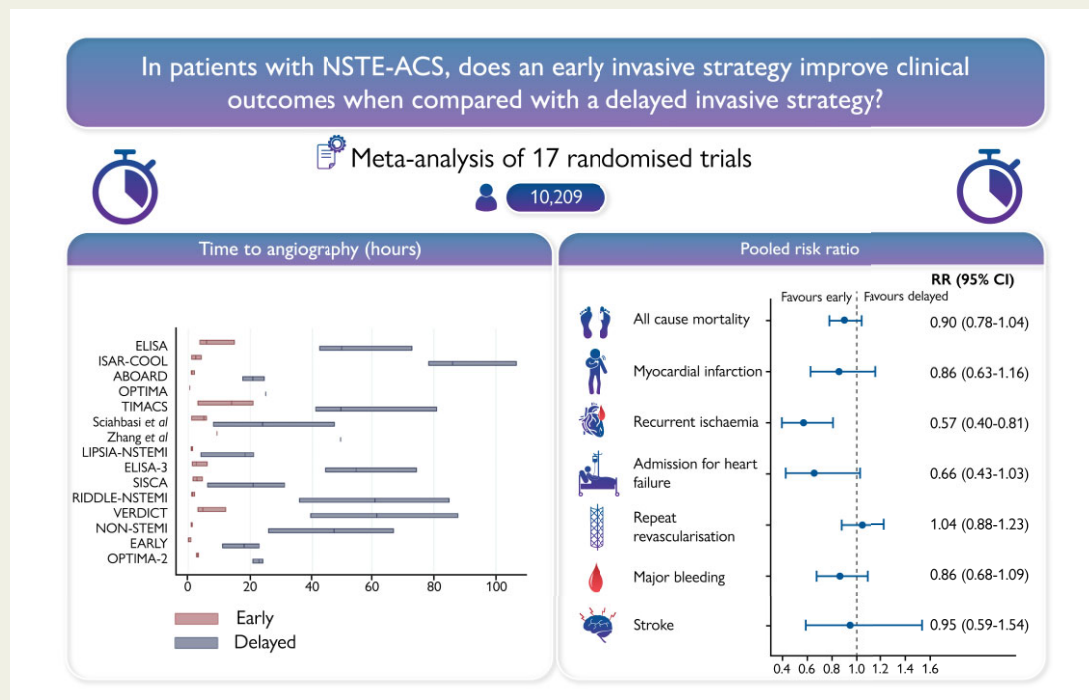 In patients with NSTE-ACS, does an early invasive strategy improve clinical
outcomes when compared with a delayed invasive strategy?
Meta-analysis of 17 randomised trials
10,209
Time to angiography (hours)
ELISA
ISAR-COOL
ABOARD
OPTIMA
TIMACS
Sciahbasi et al
Zhang et al
LIPSIA-NSTEMI
ELISA-3
SISCA
RIDDLE-NSTEMI
VERDICT
NON-STEMI
EARLY
OPTIMA-2
0 20 40 60 80 100
Early
Delayed
Pooled risk ratio
RR (95% CI)
Favours early Favours delayed
All cause mortality 0.90 (0.78-1.04)
Myocardial infarction 0.86 (0.63-1.16)
Recurrent ischaemia 0.57 (0.40-0.81)
Admission for heart
failure 0.66 (0.43-1.03)
Repeat
revascularisation 1.04 (0.88-1.23)
Major bleeding 0.86 (0.68-1.09)
Stroke 0.95 (0.59-1.54)
0.4 0.6 0.8 1.0 1.2 1.4 1.6